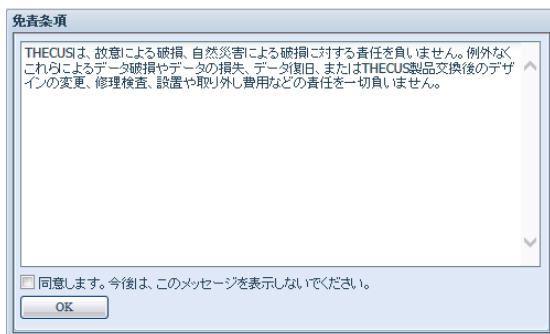 免責条項
THECUSは、故意による破損、自然災害による破損に対する責任を負いません。例外なく
これらによるデータ破損やデータの損失、データ復旧、またはTHECUS製品交換後のデザ
インの変更、修理検査、設置や取り外し費用などの責任を一切負いません。
同意します。今後は、このメッセージを表示しないでください。
OK